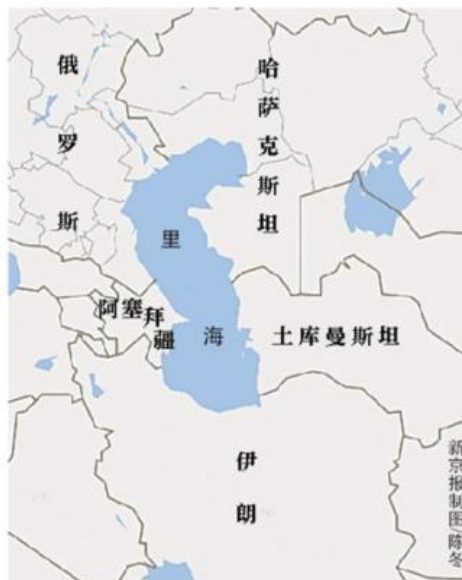 俄罗斯
哈萨克斯坦
里海
阿塞拜疆
土库曼斯坦
伊朗
新京报制图/陈冬